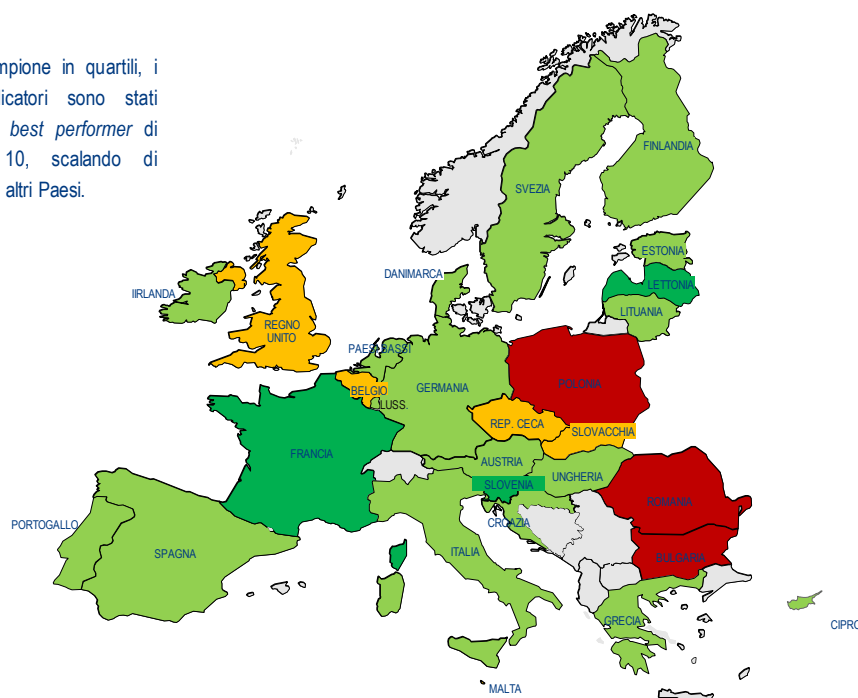 mpione in quartili, i
licatori sono stati
best performer di
10, scalando di
altri Paesi.
FINLANDIA
SVEZIA
ESTONIA
LETTONIA
LITUANIA
DANIMARCA
IIRLANDA
REGNO
UNITO
PAESI BASSI
BELGIO
LUSS.
GERMANIA
POLONIA
REP. CECA
SLOVACCHIA
FRANCIA
AUSTRIA
UNGHERIA
SLOVENIA
ROMANIA
CROAZIA
PORTOGALLO
SPAGNA
ITALIA
BULGARIA
GRECIA
CIPRO
MALTA